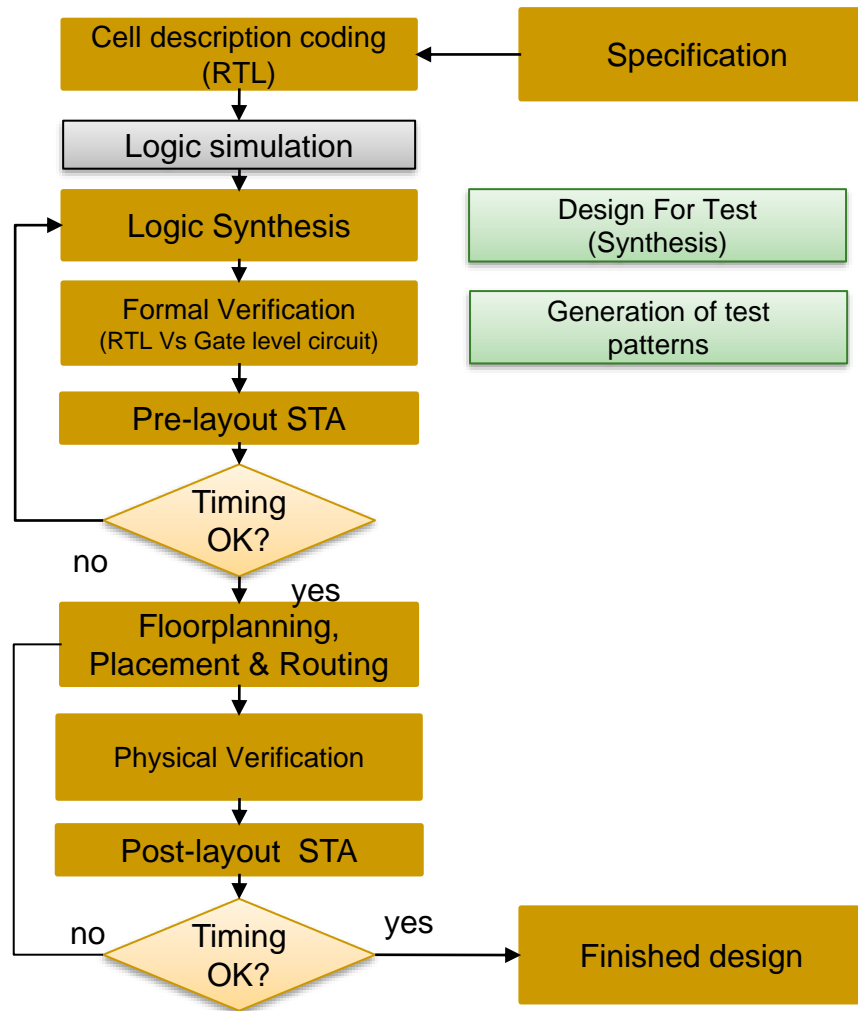 Cell description coding
(RTL)
Specification
Logic simulation
Logic Synthesis
Design For Test
(Synthesis)
Formal Verification
(RTL Vs Gate level circuit)
Generation of test
patterns
Pre-layout STA
Timing
OK?
no
yes
Floorplanning,
Placement & Routing
Physical Verification
Post-layout STA
no
Timing
OK?
yes
Finished design